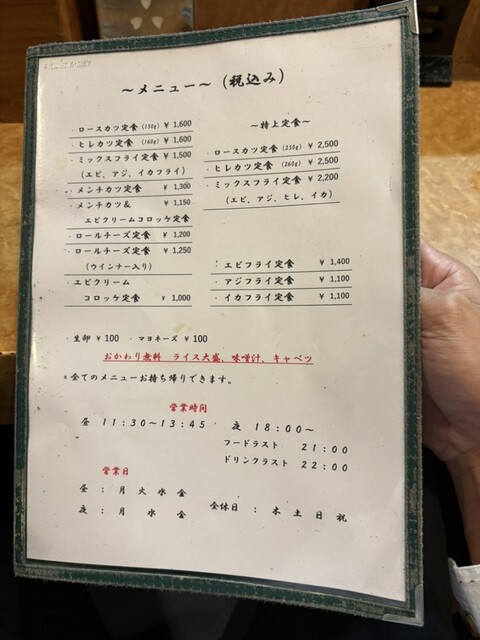 ～メニュー～（税込み）
・ロースカツ定食(150g) ¥ 1,600
・ヒレカツ定食(160g) ¥ 1,600
・ミックスフライ定食 ¥ 1,500
（エビ、アジ、イカフライ）
・メンチカツ定食 ¥ 1,300
・メンチカツ＆ ¥ 1,150
エビクリームコロッケ定食
・ロールチーズ定食 ¥ 1,200
・ロールチーズ定食 ¥ 1,250
（ウインナー入り）
・エビクリーム
コロッケ定食 ¥ 1,000
～特上定食～
・ロースカツ定食(250g) ¥ 2,500
・ヒレカツ定食(260g) ¥ 2,500
・ミックスフライ定食 ¥ 2,200
（エビ、アジ、ヒレ、イカ）
・エビフライ定食 ¥ 1,400
・アジフライ定食 ¥ 1,100
・イカフライ定食 ¥ 1,100
・生卵 ¥100 ・マヨネーズ ¥100
おかわり無料 ライス大盛、味噌汁、キャベツ
※全てのメニューお持ち帰りできます。
営業時間
昼 11:30～13:45 夜 18:00～
フードラスト 21:00
ドリンクラスト 22:00
営業日
昼 ： 月 火 水 金
夜 ： 月 水 金 全休日 ： 木 土 日 祝